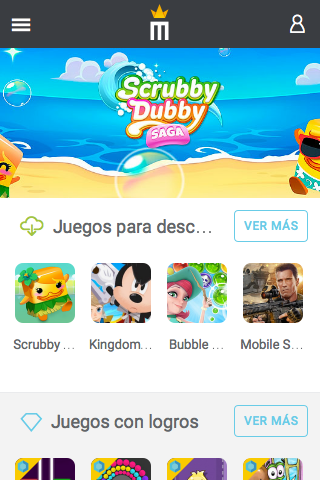 Scrubby
Dubby
SAGA
Juegos para desc...
VER MÁS
Scrubby ...
Kingdom...
Bubble ...
Mobile S...
Juegos con logros
VER MÁS